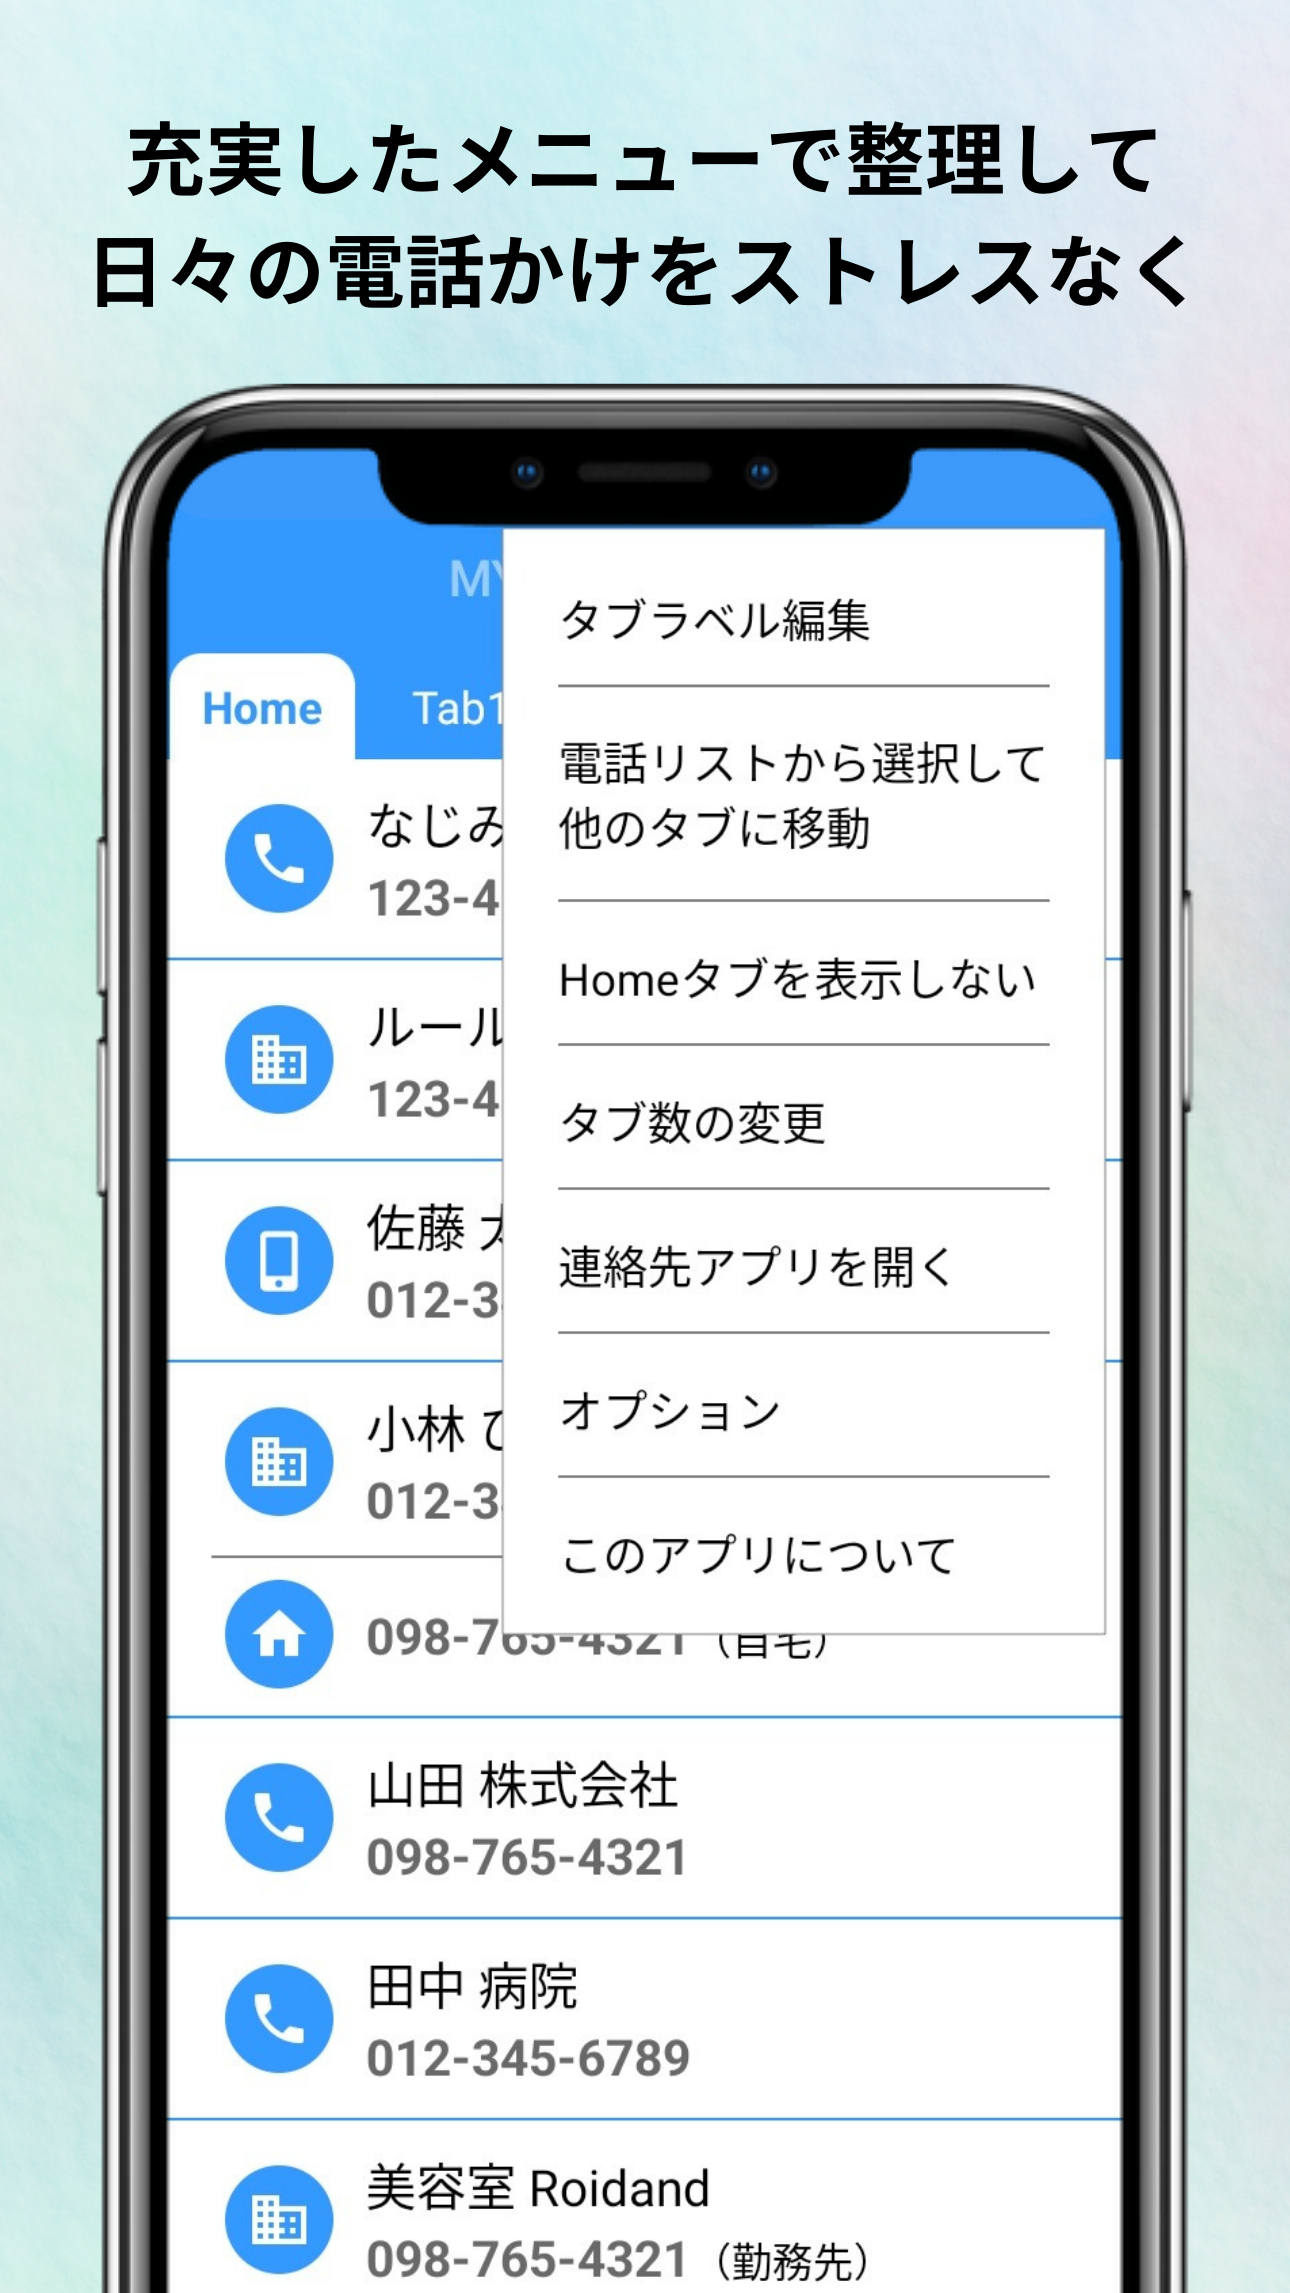 充実したメニューで整理して
日々の電話かけをストレスなく
MY
Home
Tab1
タブラベル編集
電話リストから選択して
他のタブに移動
Homeタブを表示しない
タブ数の変更
連絡先アプリを開く
オプション
このアプリについて
なじみ
123-4
ルール
123-4
佐藤
012-3
小林
012-3
098-765-4321（自宅）
山田 株式会社
098-765-4321
田中 病院
012-345-6789
美容室 Roidand
098-765-4321（勤務先）